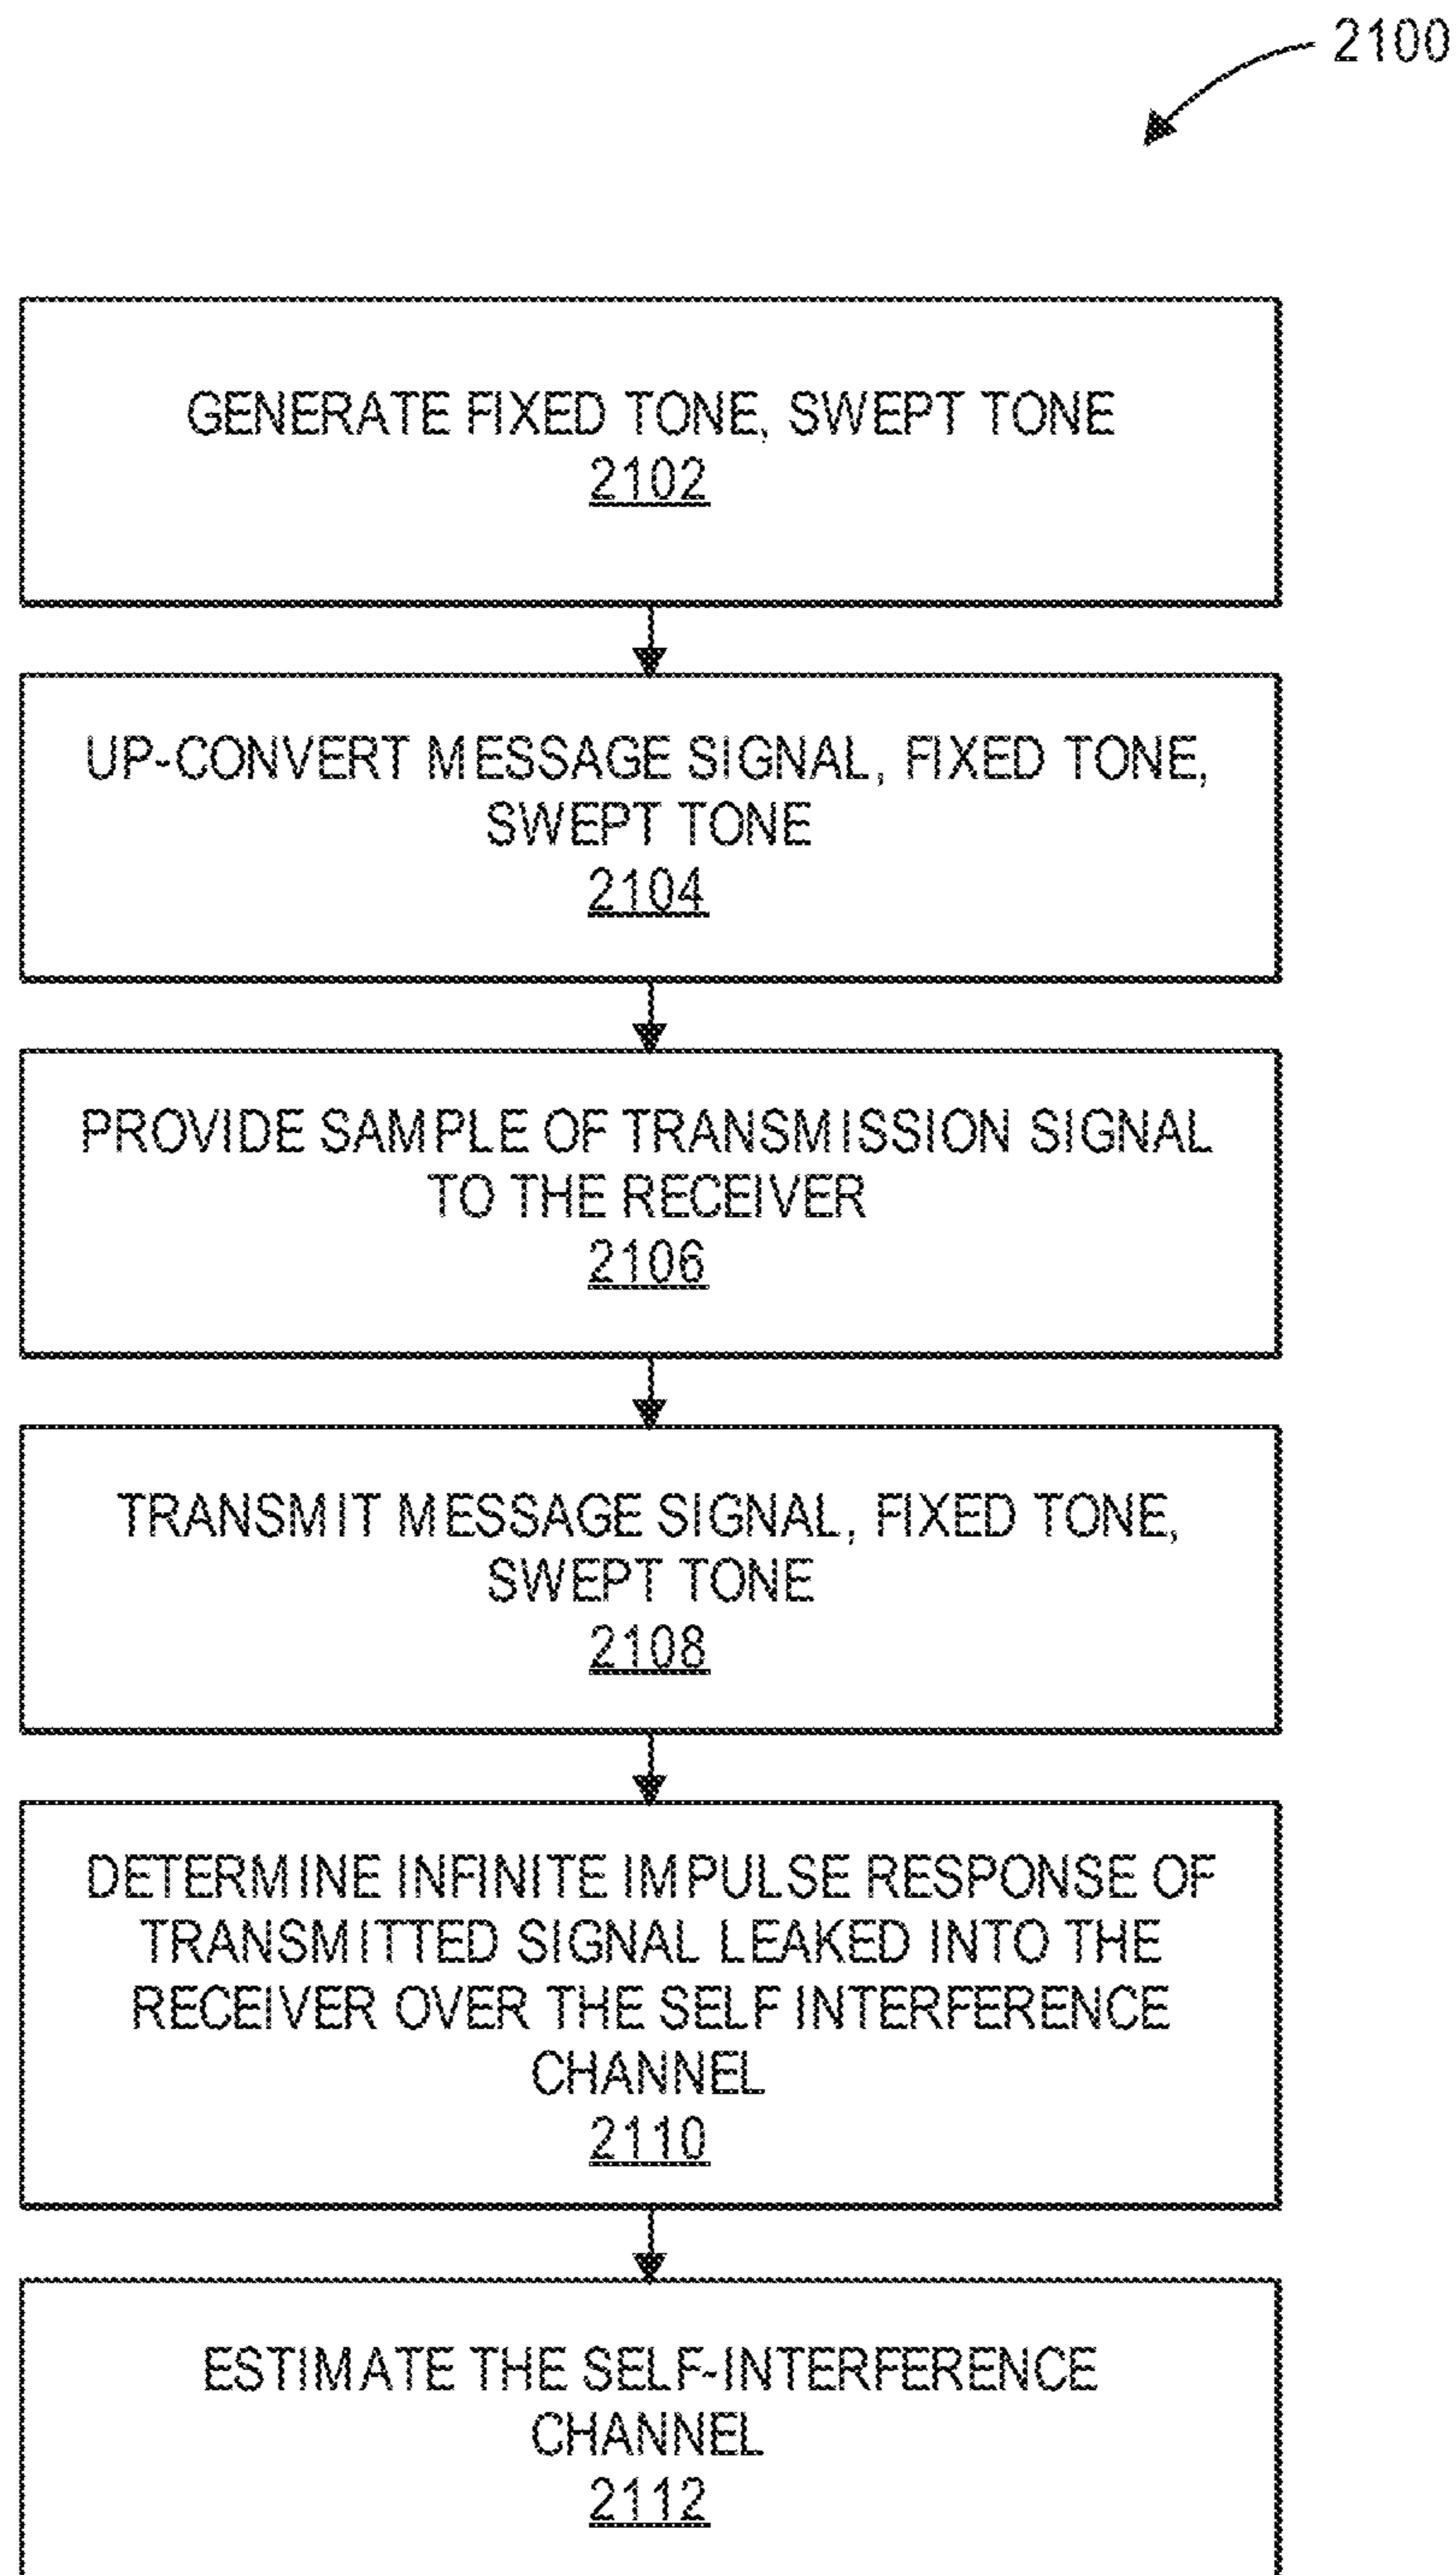 2100
GENERATE FIXED TONE, SWEPT TONE
2102
UP-CONVERT MESSAGE SIGNAL, FIXED TONE,
SWEPT TONE
2104
PROVIDE SAMPLE OF TRANSMISSION SIGNAL
TO THE RECEIVER
2106
TRANSMIT MESSAGE SIGNAL, FIXED TONE,
SWEPT TONE
2108
DETERMINE INFINITE IMPULSE RESPONSE OF
TRANSMITTED SIGNAL LEAKED INTO THE
RECEIVER OVER THE SELF INTERFERENCE
CHANNEL
2110
ESTIMATE THE SELF-INTERFERENCE
CHANNEL
2112